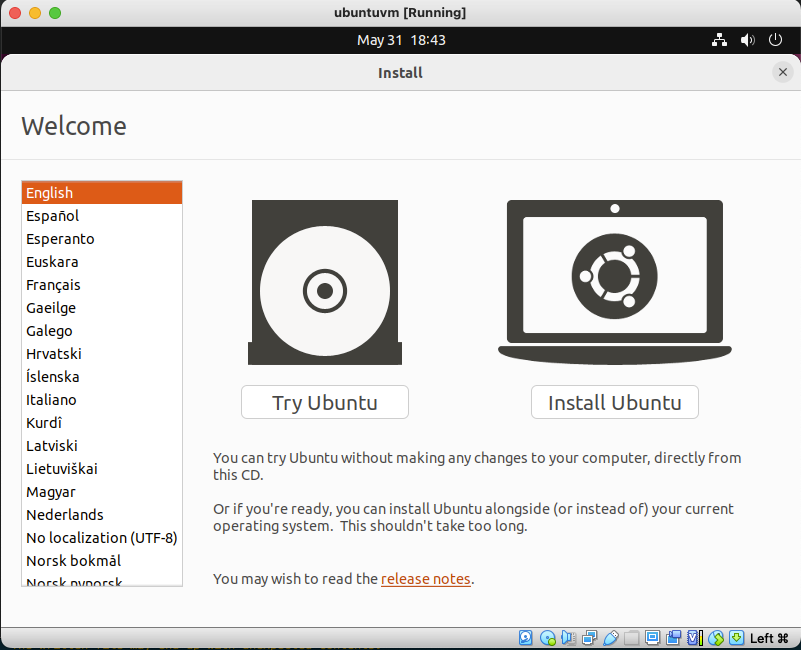 ubuntuvm [Running]
May 31 18:43
Install
Welcome
English
Español
Esperanto
Euskara
Français
Gaeilge
Galego
Hrvatski
Íslenska
Italiano
Kurdî
Latviski
Lietuviškai
Magyar
Nederlands
No localization (UTF-8)
Norsk bokmål
Norsk nynorsk
Try Ubuntu
Install Ubuntu
You can try Ubuntu without making any changes to your computer, directly from
this CD.
Or if you're ready, you can install Ubuntu alongside (or instead of) your current
operating system. This shouldn't take too long.
You may wish to read the release notes.
Left ⌘